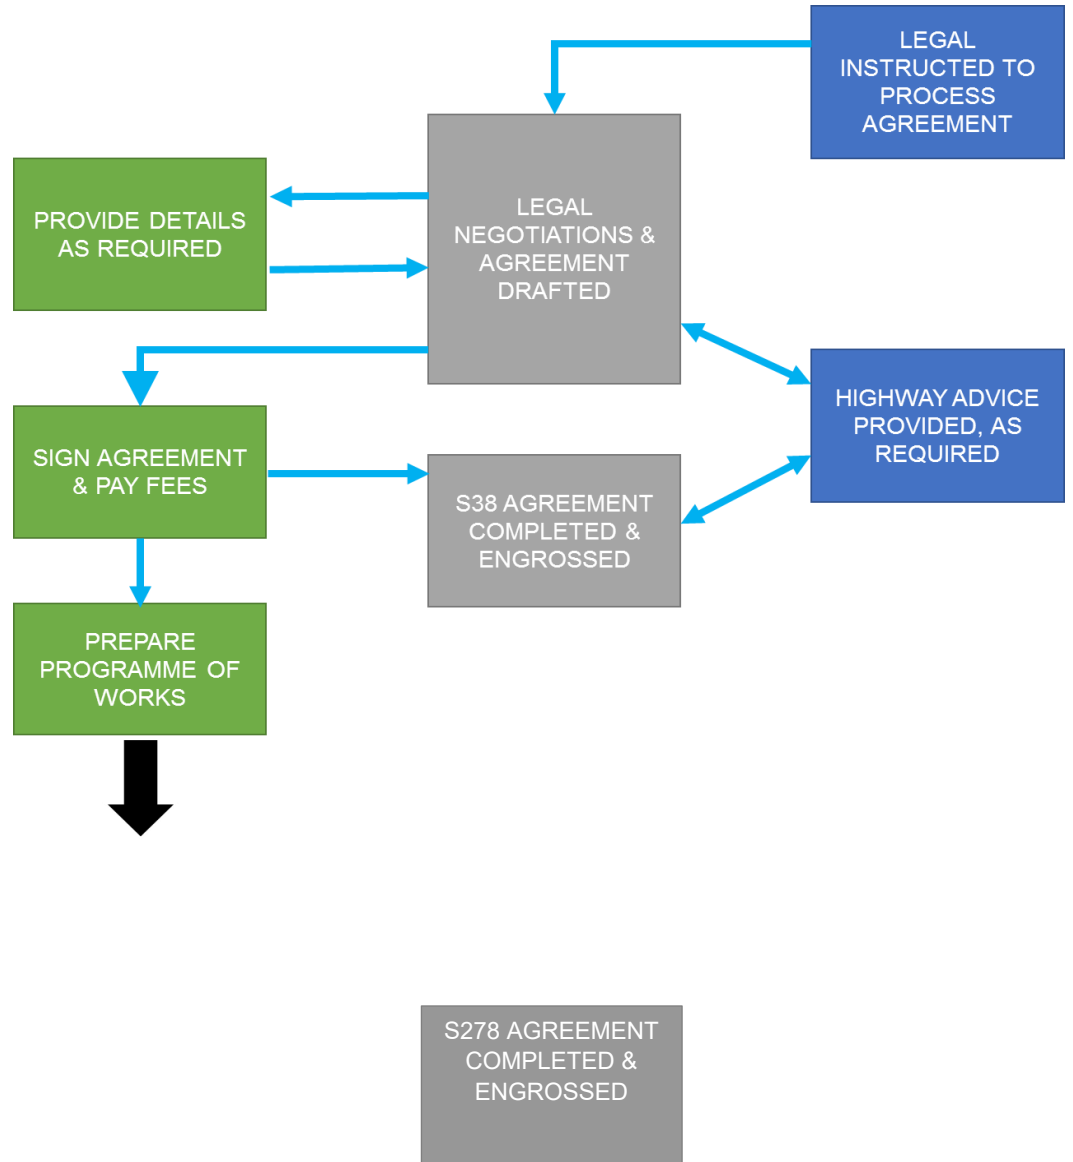 LEGAL
INSTRUCTED TO
PROCESS
AGREEMENT
PROVIDE DETAILS
AS REQUIRED
LEGAL
NEGOTIATIONS &
AGREEMENT
DRAFTED
HIGHWAY ADVICE
PROVIDED, AS
REQUIRED
SIGN AGREEMENT
& PAY FEES
S38 AGREEMENT
COMPLETED &
ENGROSSED
PREPARE
PROGRAMME OF
WORKS
S278 AGREEMENT
COMPLETED &
ENGROSSED